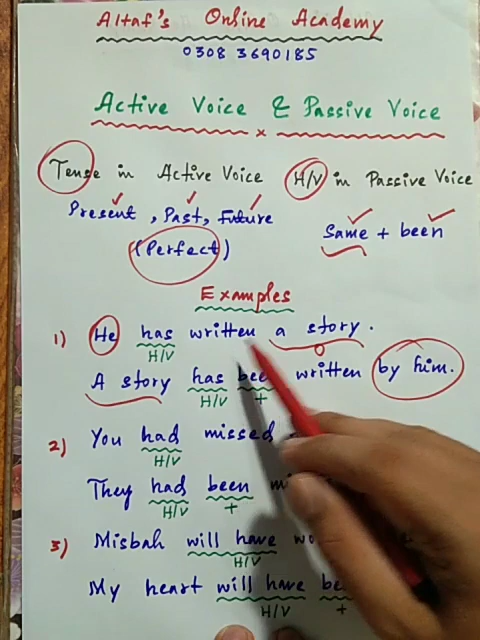 Altaf's Online Academy
0308 3690185
Active Voice & Passive Voice
×
Tense in Active Voice H/V in Passive Voice
Present, Past, Future Same + been
(Perfect)
Examples
1) He has written a story.
H/V O
A story has been written by him.
H/V +
2) You had missed
H/V
They had been
H/V +
3) Misbah will have
H/V
My heart will have
H/V +